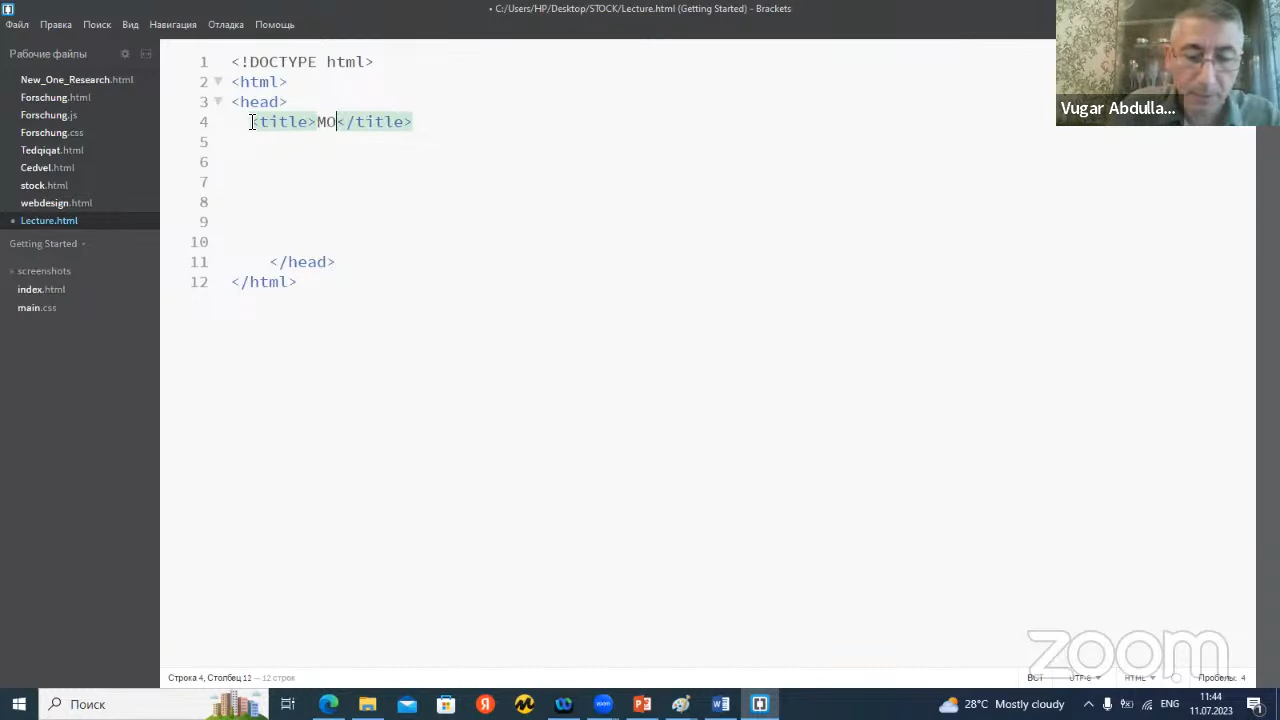 • C:/Users/HP/Desktop/STOCK/Lecture.html (Getting Started) - Brackets
Файл Правка Поиск Вид Навигация Отладка Помощь
Рабочие файлы
New_One_Research.html
Forschung.html
Forschung.js
Forschung.css
Tedqiqat.html
Cedvel.html
stock.html
webdesign.html
Lecture.html
Getting Started
screenshots
index.html
main.css
1 <!DOCTYPE html>
2 <html>
3 <head>
4 <title>MO</title>
5
6
7
8
9
10
11 </head>
12 </html>
Vugar Abdulla...
zoom
Строка 4, Столбец 12 — 12 строк
ВСТ UTF-8 HTML Пробелы: 4
Поиск
28°C Mostly cloudy
ENG
11:44
11.07.2023